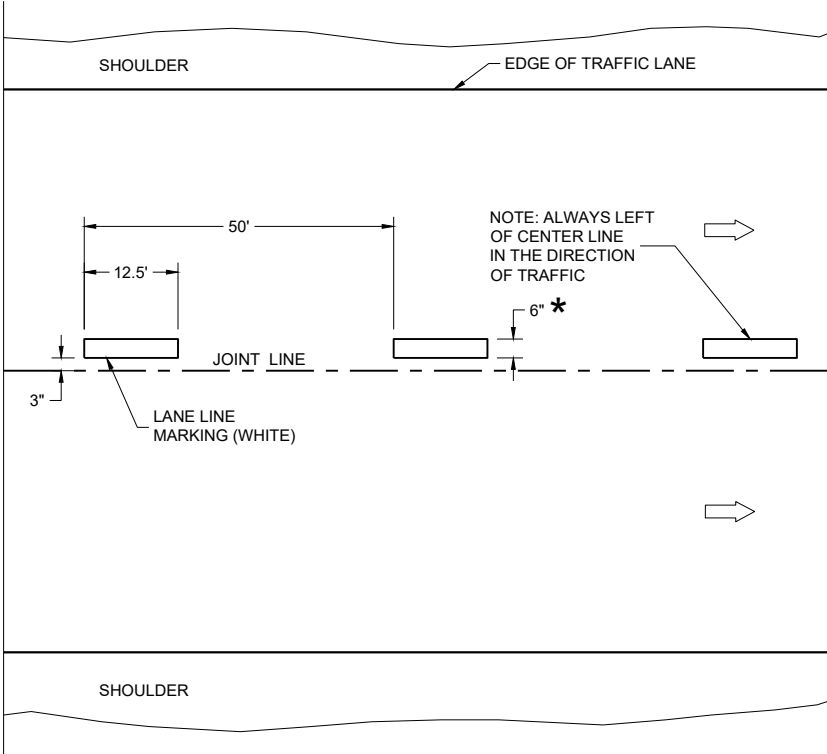 SHOULDER
EDGE OF TRAFFIC LANE
50'
NOTE: ALWAYS LEFT
OF CENTER LINE
IN THE DIRECTION
OF TRAFFIC
12.5'
6" *
JOINT LINE
3"
LANE LINE
MARKING (WHITE)
SHOULDER